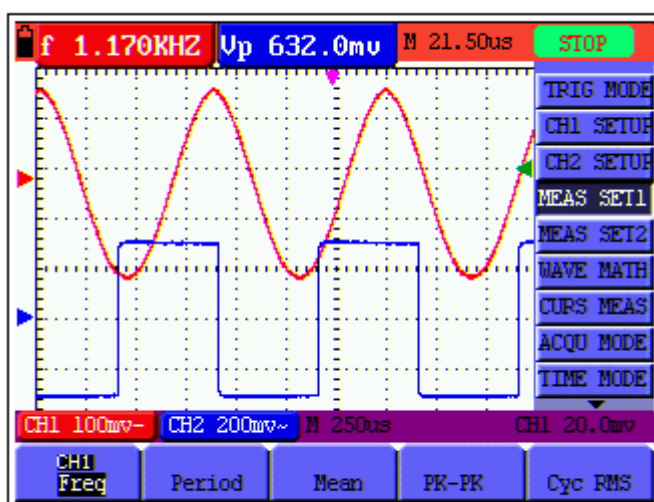 f 1.170KHZ Vp 632.0mv M 21.50us STOP
TRIG MODE
CH1 SETUP
CH2 SETUP
MEAS SET1
MEAS SET2
WAVE MATH
CURS MEAS
ACQU MODE
TIME MODE
CH1 100mv- CH2 200mv~ M 250us CH1 20.0mv
CH1
Freq Period Mean PK-PK Cyc RMS